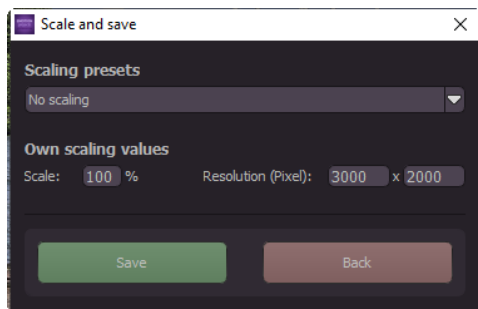 Scale and save
Scaling presets
No scaling
Own scaling values
Scale: 100 % Resolution (Pixel): 3000 x 2000
Save Back